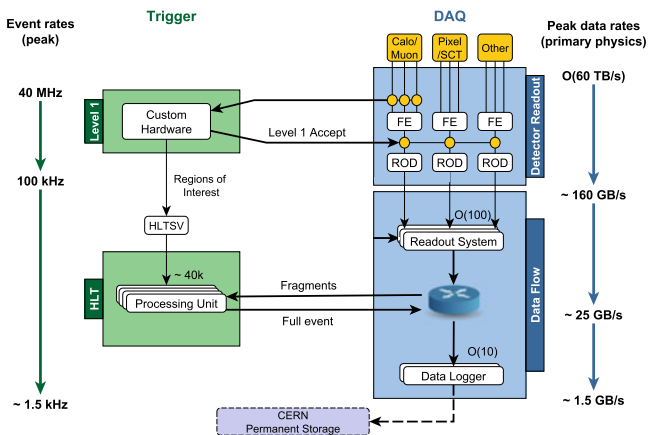 Event rates
(peak)
Trigger
DAQ
Peak data rates
(primary physics)
Calo/
Muon
Pixel
/SCT
Other
O(60 TB/s)
40 MHz
Level 1
Custom
Hardware
Level 1 Accept
FE
FE
FE
ROD
ROD
ROD
Detector Readout
100 kHz
Regions of
Interest
~ 160 GB/s
HLTSV
O(100)
Readout System
HLT
~ 40k
Processing Unit
Fragments
Full event
Data Flow
~ 25 GB/s
O(10)
Data Logger
~ 1.5 kHz
~ 1.5 GB/s
CERN
Permanent Storage